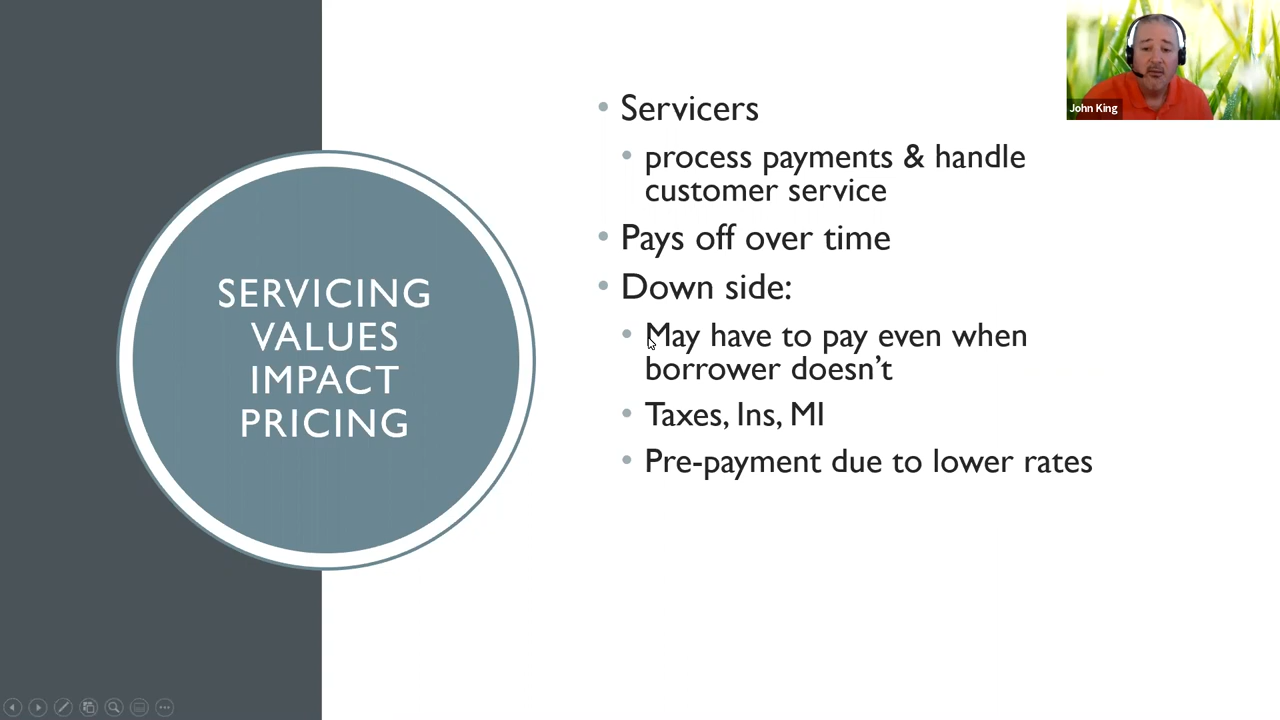 SERVICING
VALUES
IMPACT
PRICING
• Servicers
• process payments & handle
customer service
• Pays off over time
• Down side:
• May have to pay even when
borrower doesn’t
• Taxes, Ins, MI
• Pre-payment due to lower rates
John King